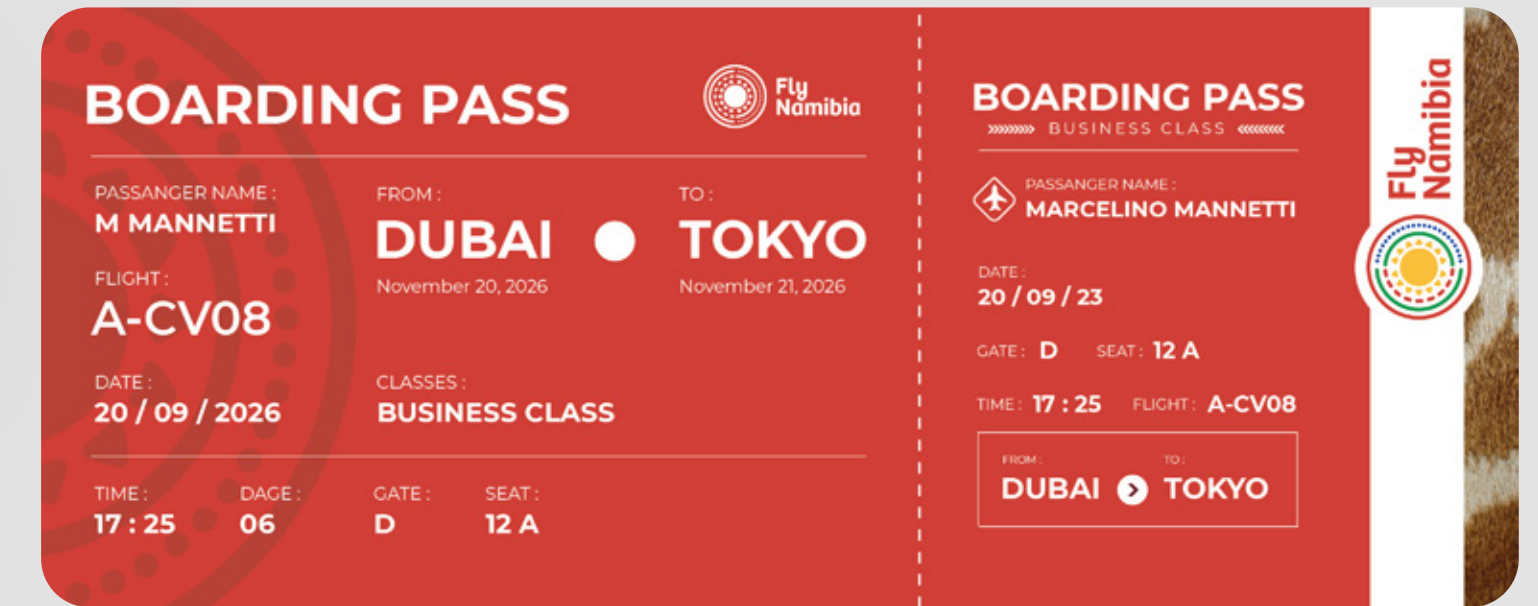 BOARDING PASS
Fly
Namibia
PASSANGER NAME :
M MANNETTI
FROM :
DUBAI
November 20, 2026
TO :
TOKYO
November 21, 2026
FLIGHT :
A-CV08
DATE :
20 / 09 / 2026
CLASSES :
BUSINESS CLASS
TIME :
17 : 25
DAGE :
06
GATE :
D
SEAT :
12 A
BOARDING PASS
»»»»» BUSINESS CLASS «««««
PASSANGER NAME :
MARCELINO MANNETTI
DATE :
20 / 09 / 23
GATE : D SEAT : 12 A
TIME : 17 : 25 FLIGHT : A-CV08
FROM : TO :
DUBAI > TOKYO
Fly
Namibia